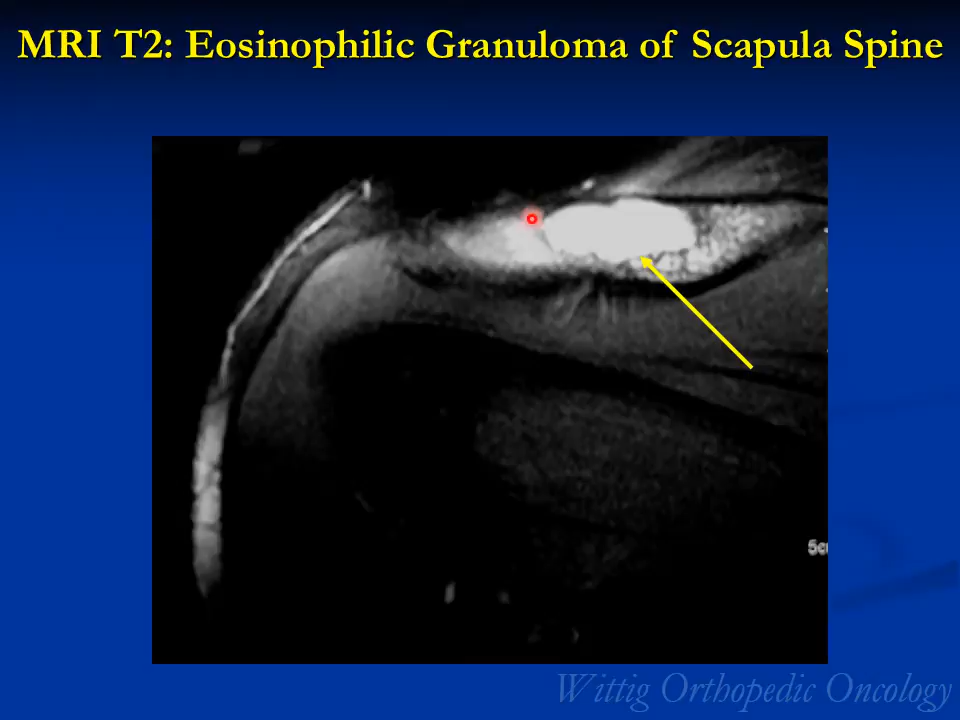 MRI T2: Eosinophilic Granuloma of Scapula Spine
Wittig Orthopedic Oncology